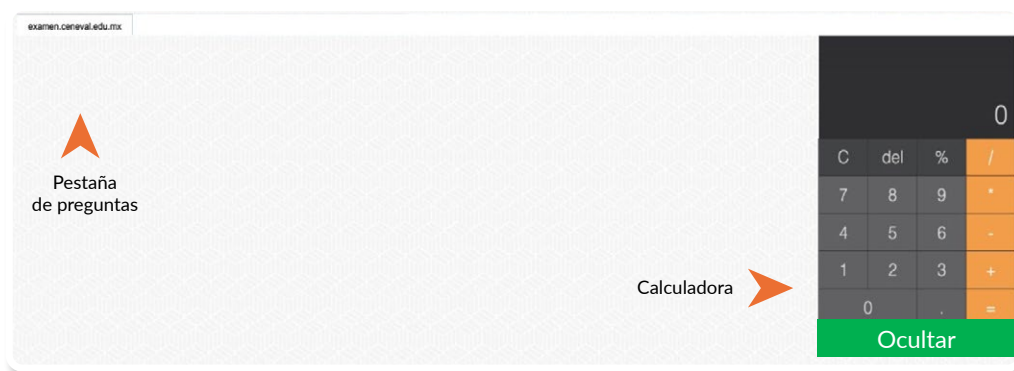 examen.ceneval.edu.mx
0
C del % /
Pestaña
de preguntas
7 8 9 *
4 5 6 -
1 2 3 +
Calculadora
0 . =
Ocultar